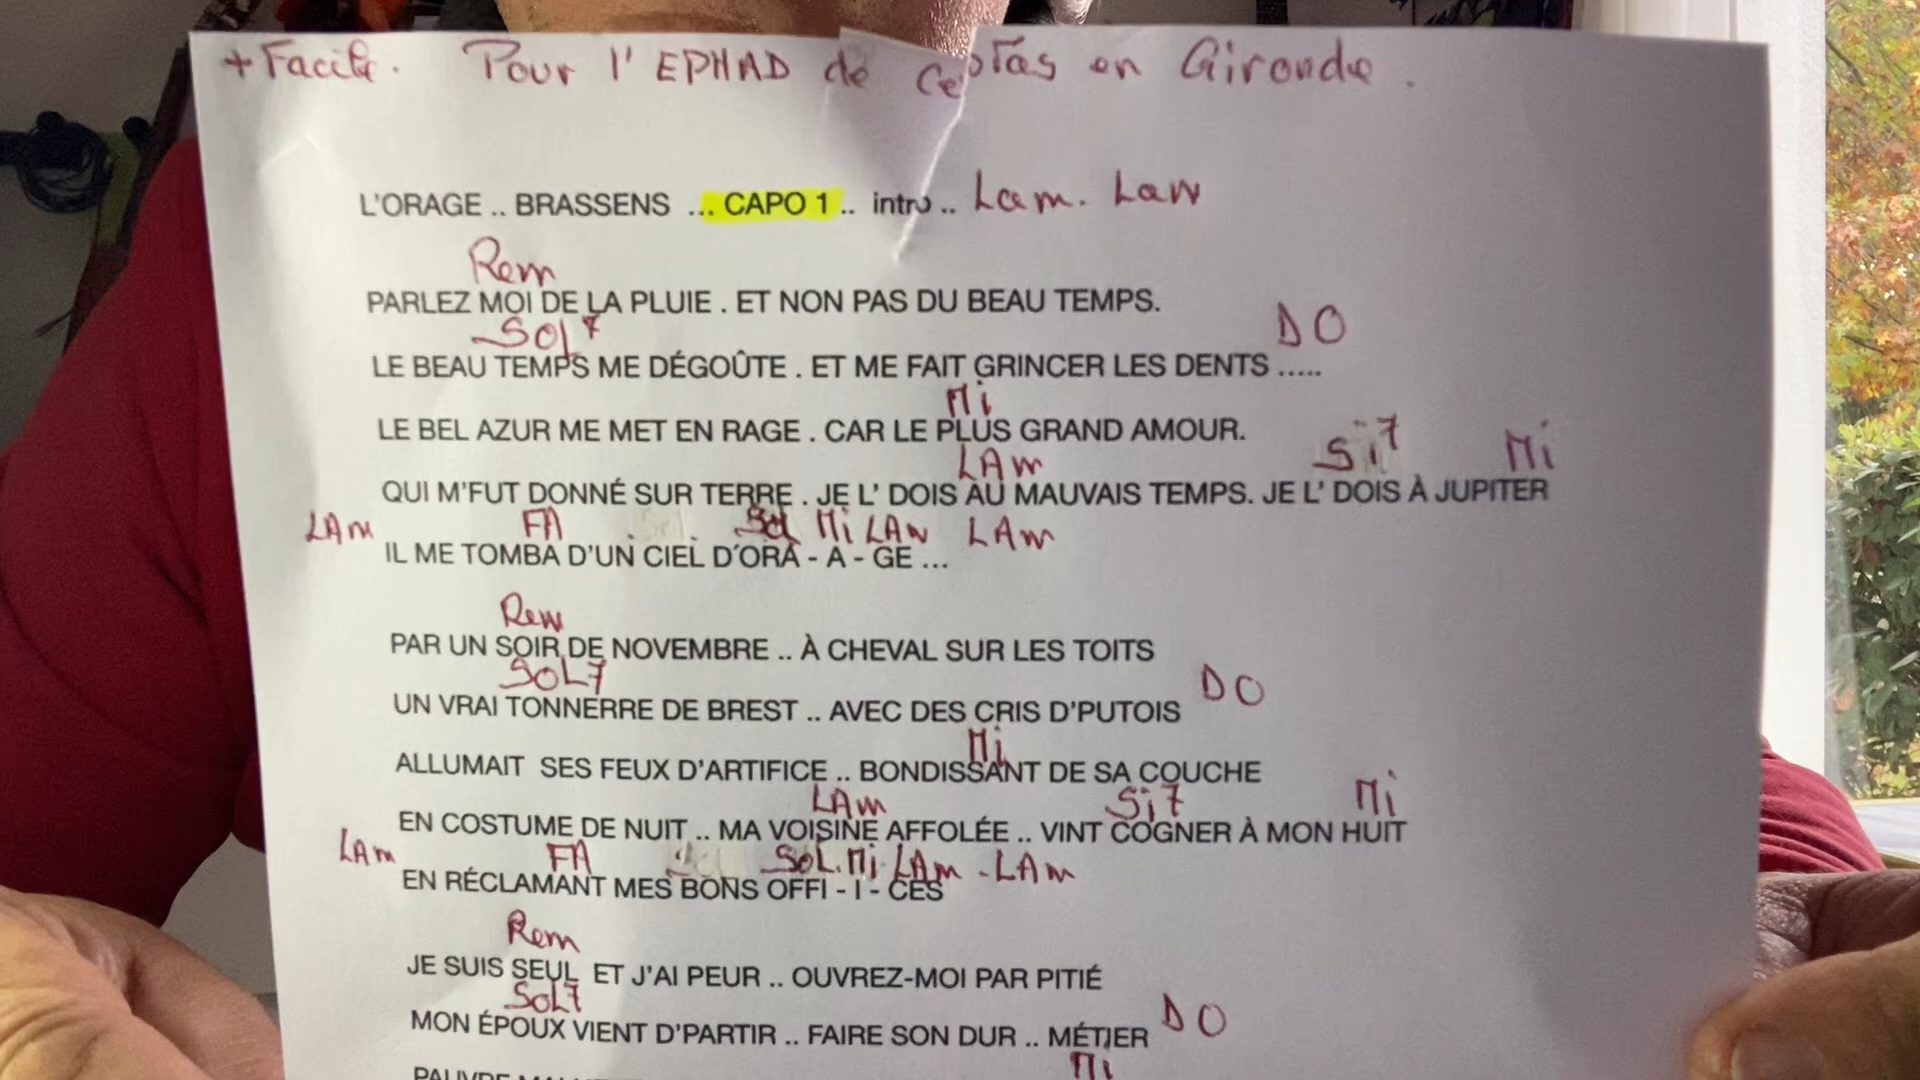 + Facile. Pour l'EPHAD de Cestas en Gironde.
L'ORAGE .. BRASSENS ... CAPO 1 .. intro .. Lam. Lam
Rem
PARLEZ MOI DE LA PLUIE . ET NON PAS DU BEAU TEMPS.
SOL7 DO
LE BEAU TEMPS ME DÉGOÛTE . ET ME FAIT GRINCER LES DENTS .....
Mi
LE BEL AZUR ME MET EN RAGE . CAR LE PLUS GRAND AMOUR.
LAm Si7 Mi
QUI M'FUT DONNÉ SUR TERRE . JE L' DOIS AU MAUVAIS TEMPS. JE L' DOIS À JUPITER
LAm FA Sol Mi LAm LAm
IL ME TOMBA D'UN CIEL D'ORA - A - GE ...
Rem
PAR UN SOIR DE NOVEMBRE .. À CHEVAL SUR LES TOITS
SOL7 DO
UN VRAI TONNERRE DE BREST .. AVEC DES CRIS D'PUTOIS
Mi
ALLUMAIT SES FEUX D'ARTIFICE .. BONDISSANT DE SA COUCHE
LAm Si7 Mi
EN COSTUME DE NUIT .. MA VOISINE AFFOLÉE .. VINT COGNER À MON HUIT
LAm FA SOL. Mi. LAm - LAm
EN RÉCLAMANT MES BONS OFFI - I - CES
Rem
JE SUIS SEUL ET J'AI PEUR .. OUVREZ-MOI PAR PITIÉ
SOL7 DO
MON ÉPOUX VIENT D'PARTIR .. FAIRE SON DUR .. MÉTIER
Mi